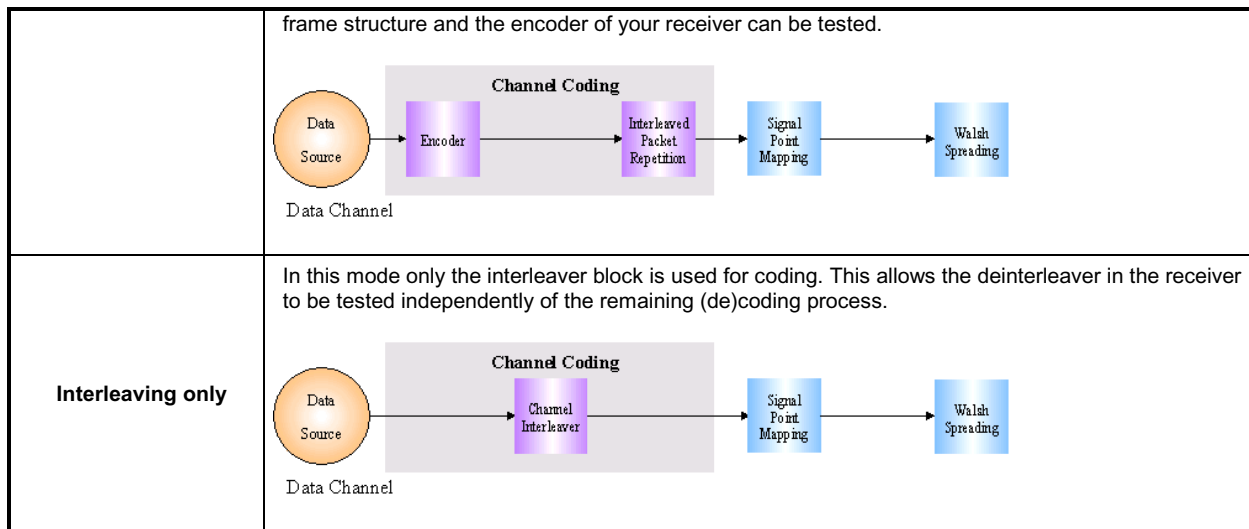 frame structure and the encoder of your receiver can be tested.
Channel Coding
Data
Source
Encoder
Interleaved
Packet
Repetition
Signal
Point
Mapping
Walsh
Spreading
Data Channel
Interleaving only
In this mode only the interleaver block is used for coding. This allows the deinterleaver in the receiver
to be tested independently of the remaining (de)coding process.
Channel Coding
Data
Source
Channel
Interleaver
Signal
Point
Mapping
Walsh
Spreading
Data Channel